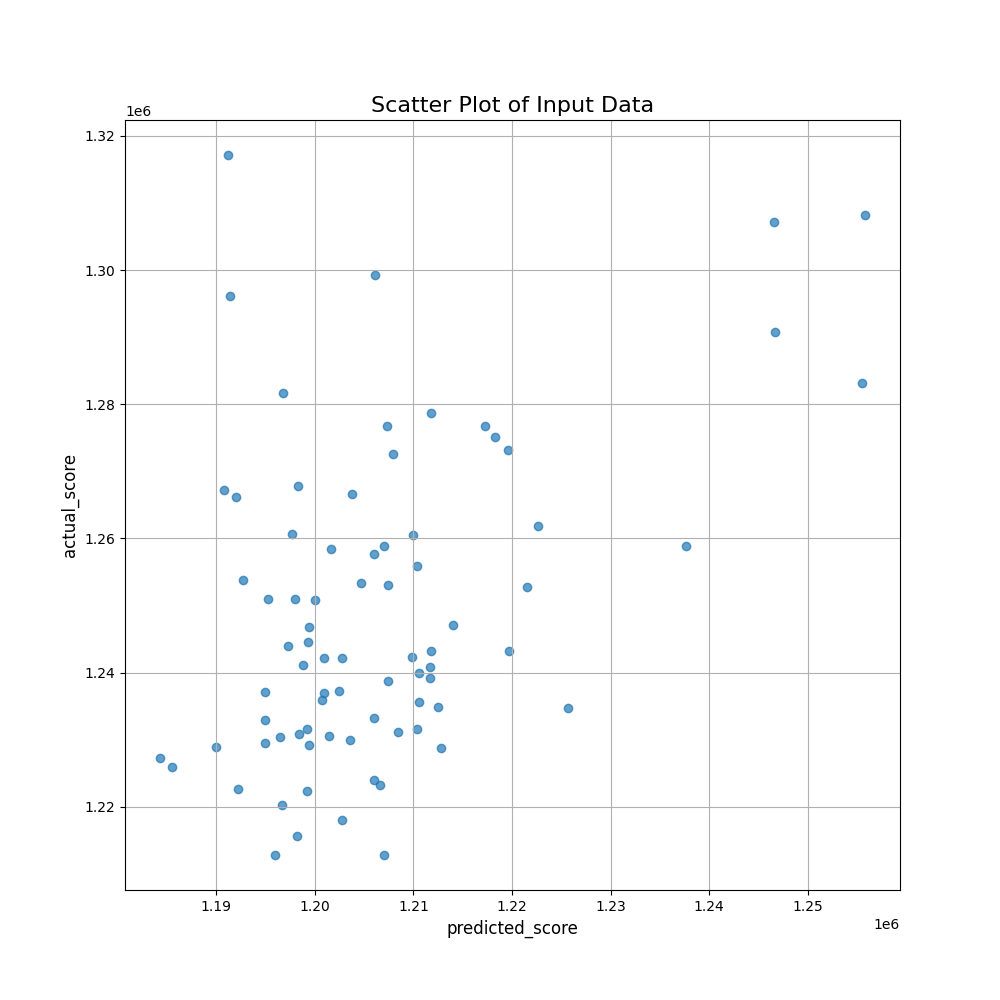 Scatter Plot of Input Data
1e6
1.32
1.30
1.28
1.26
1.24
1.22
actual_score
1.19 1.20 1.21 1.22 1.23 1.24 1.25
1e6
predicted_score